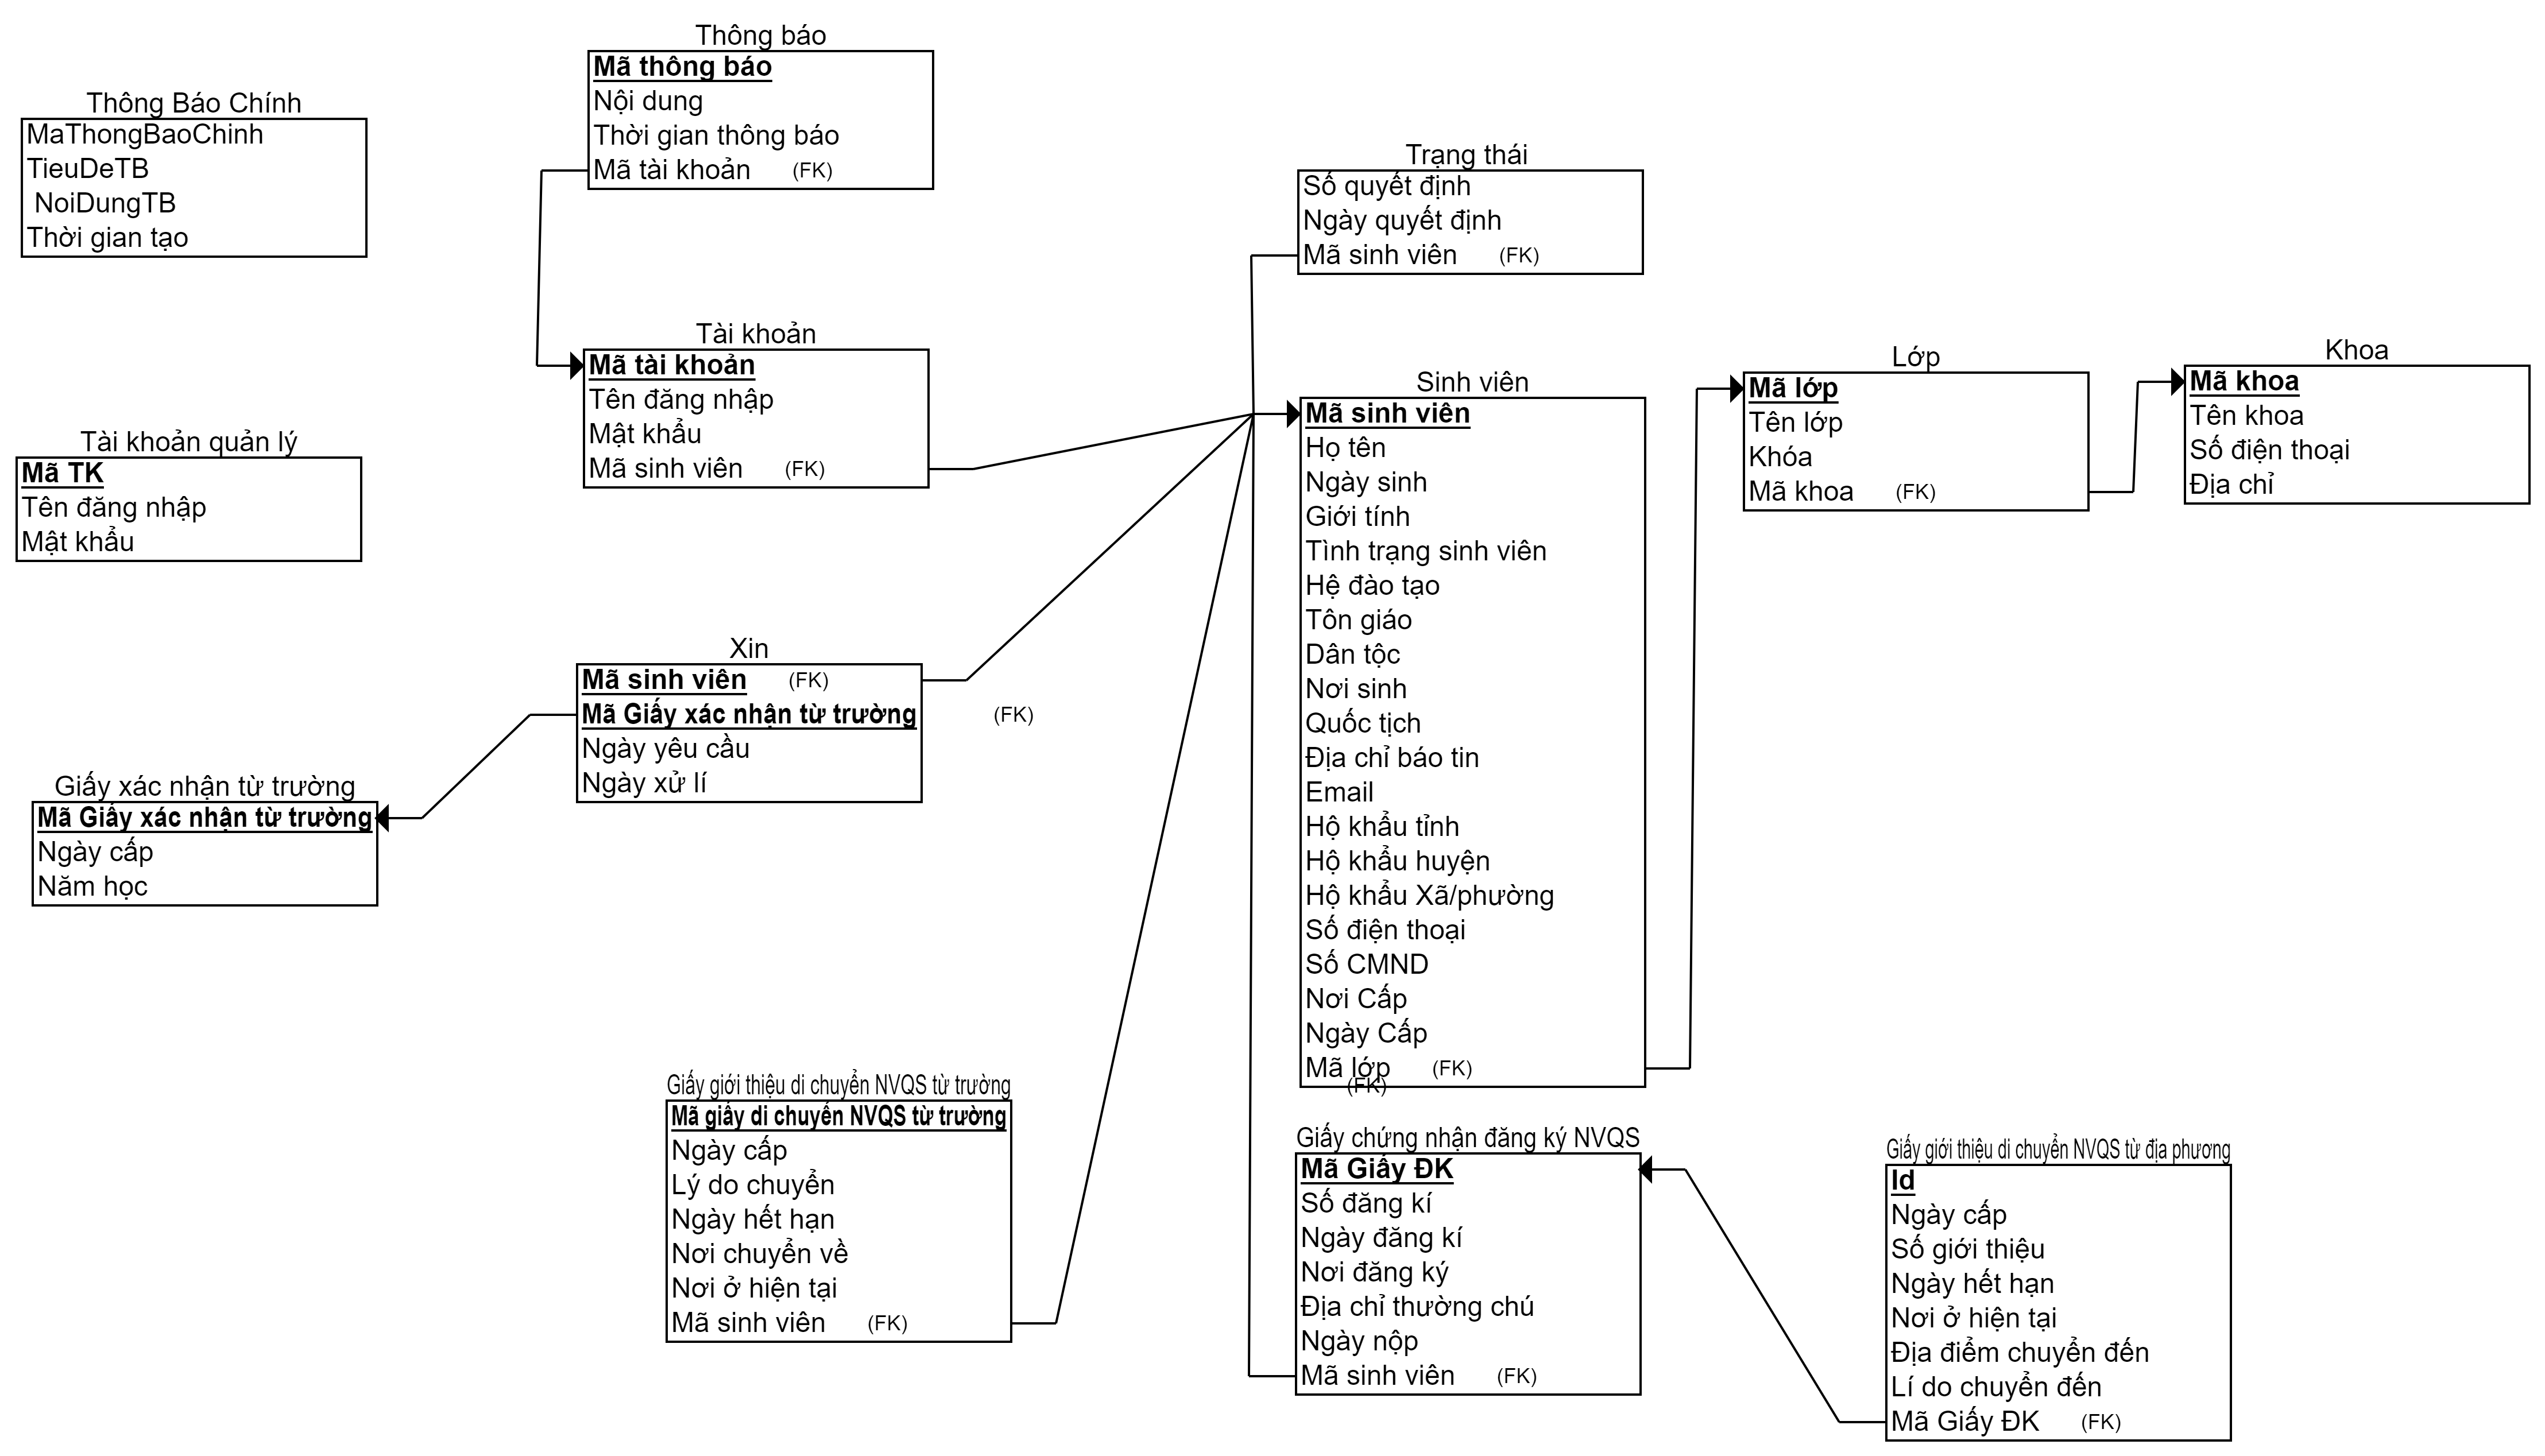 Thông báo
Mã thông báo
Nội dung
Thời gian thông báo
Mã tài khoản (FK)
Thông Báo Chính
MaThongBaoChinh
TieuDeTB
NoiDungTB
Thời gian tạo
Trạng thái
Số quyết định
Ngày quyết định
Mã sinh viên (FK)
Tài khoản
Mã tài khoản
Tên đăng nhập
Mật khẩu
Mã sinh viên (FK)
Tài khoản quản lý
Mã TK
Tên đăng nhập
Mật khẩu
Sinh viên
Mã sinh viên
Họ tên
Ngày sinh
Giới tính
Tình trạng sinh viên
Hệ đào tạo
Tôn giáo
Dân tộc
Nơi sinh
Quốc tịch
Địa chỉ báo tin
Email
Hộ khẩu tỉnh
Hộ khẩu huyện
Hộ khẩu Xã/phường
Số điện thoại
Số CMND
Nơi Cấp
Ngày Cấp
Mã lớp (FK)
(FK)
Lớp
Mã lớp
Tên lớp
Khóa
Mã khoa (FK)
Khoa
Mã khoa
Tên khoa
Số điện thoại
Địa chỉ
Xin
Mã sinh viên (FK)
Mã Giấy xác nhận từ trường (FK)
Ngày yêu cầu
Ngày xử lí
Giấy xác nhận từ trường
Mã Giấy xác nhận từ trường
Ngày cấp
Năm học
Giấy giới thiệu di chuyển NVQS từ trường
Mã giấy di chuyển NVQS từ trường
Ngày cấp
Lý do chuyển
Ngày hết hạn
Nơi chuyển về
Nơi ở hiện tại
Mã sinh viên (FK)
Giấy chứng nhận đăng ký NVQS
Mã Giấy ĐK
Số đăng kí
Ngày đăng kí
Nơi đăng ký
Địa chỉ thường chú
Ngày nộp
Mã sinh viên (FK)
Giấy giới thiệu di chuyển NVQS từ địa phương
Id
Ngày cấp
Số giới thiệu
Ngày hết hạn
Nơi ở hiện tại
Địa điểm chuyển đến
Lí do chuyển đến
Mã Giấy ĐK (FK)